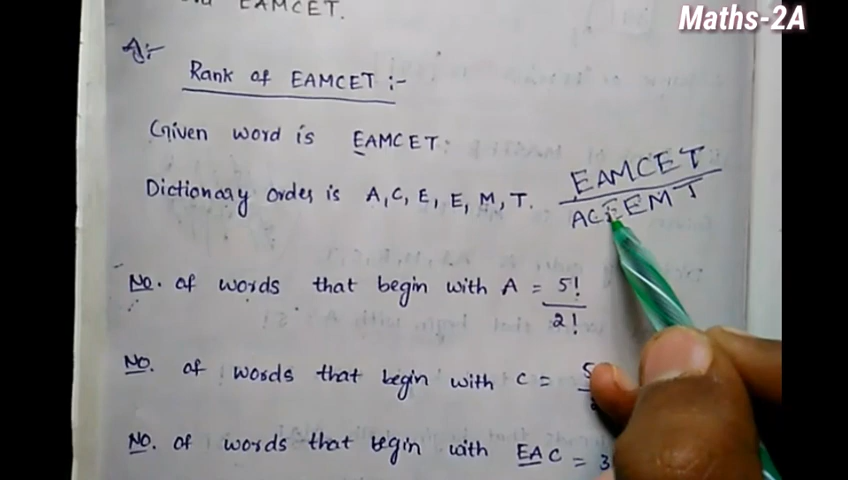 EAMCET.
Maths-2A
A:-
Rank of EAMCET :-
Given word is EAMCET:
Dictionary order is A, C, E, E, M, T.
EAMCET
ACEEMT
No. of words that begin with A = 5!/2!
No. of words that begin with C = 5
No. of words that begin with EAC = 3